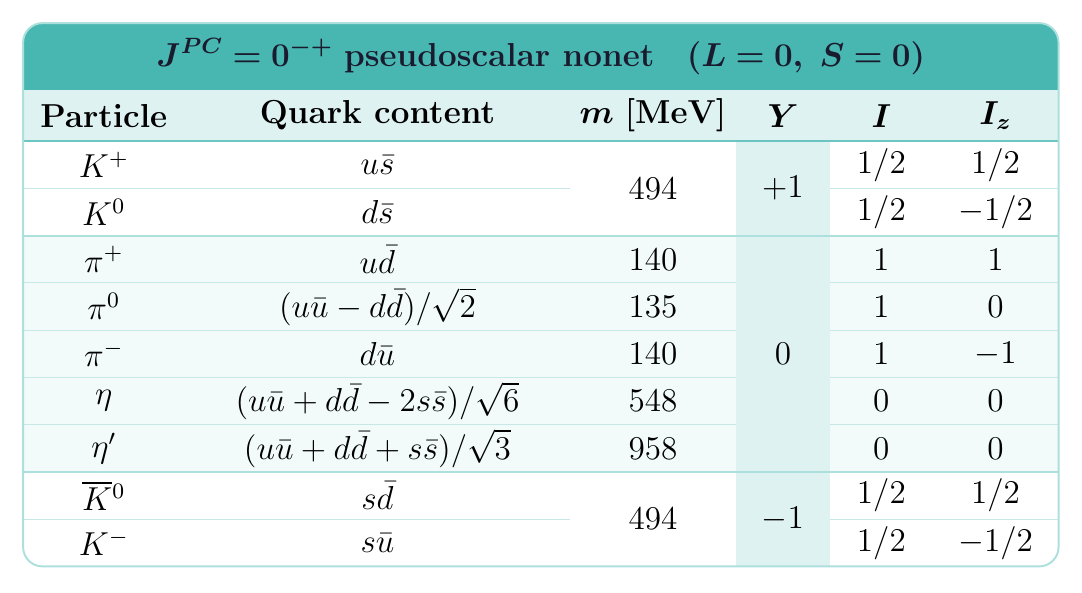 J^{PC} = 0^{−+} pseudoscalar nonet (L = 0, S = 0)
Particle Quark content m [MeV] Y I I_z
K⁺ us̄ 494 +1 1/2 1/2
K⁰ ds̄ 1/2 −1/2
π⁺ ud̄ 140 0 1 1
π⁰ (uū − dd̄)/√2 135 1 0
π⁻ dū 140 1 −1
η (uū + dd̄ − 2ss̄)/√6 548 0 0
η′ (uū + dd̄ + ss̄)/√3 958 0 0
K̅⁰ sd̄ 494 −1 1/2 1/2
K⁻ sū 1/2 −1/2